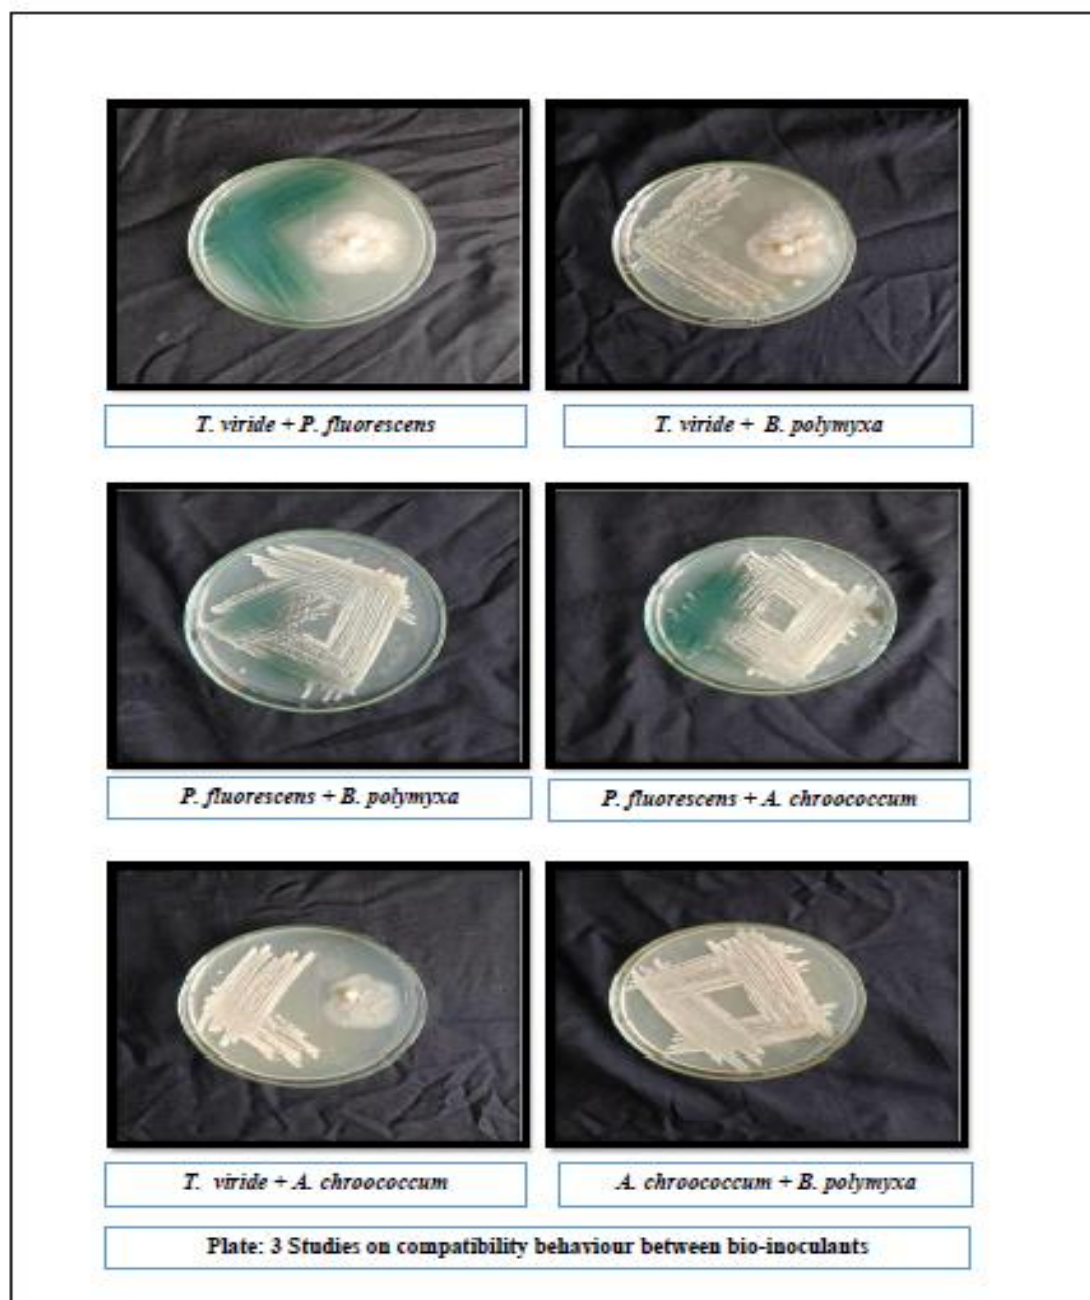 T. viride + P. fluorescens
T. viride + B. polymyxa
P. fluorescens + B. polymyxa
P. fluorescens + A. chroococcum
T. viride + A. chroococcum
A. chroococcum + B. polymyxa
Plate: 3 Studies on compatibility behaviour between bio-inoculants